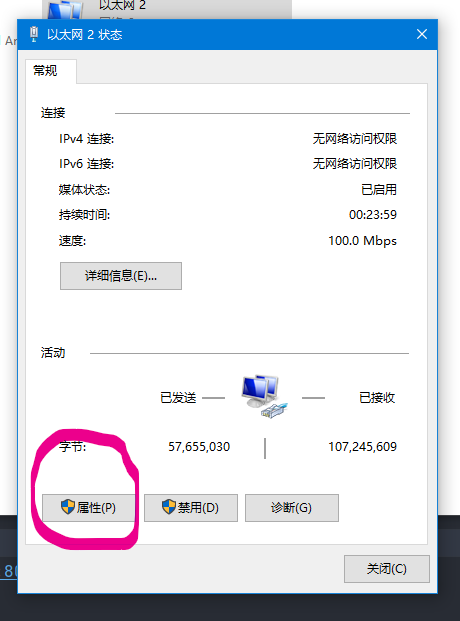 以太网 2
以太网 2 状态
常规
连接
IPv4 连接: 无网络访问权限
IPv6 连接: 无网络访问权限
媒体状态: 已启用
持续时间: 00:23:59
速度: 100.0 Mbps
详细信息(E)...
活动
已发送 已接收
字节: 57,655,030 107,245,609
属性(P) 禁用(D) 诊断(G)
关闭(C)